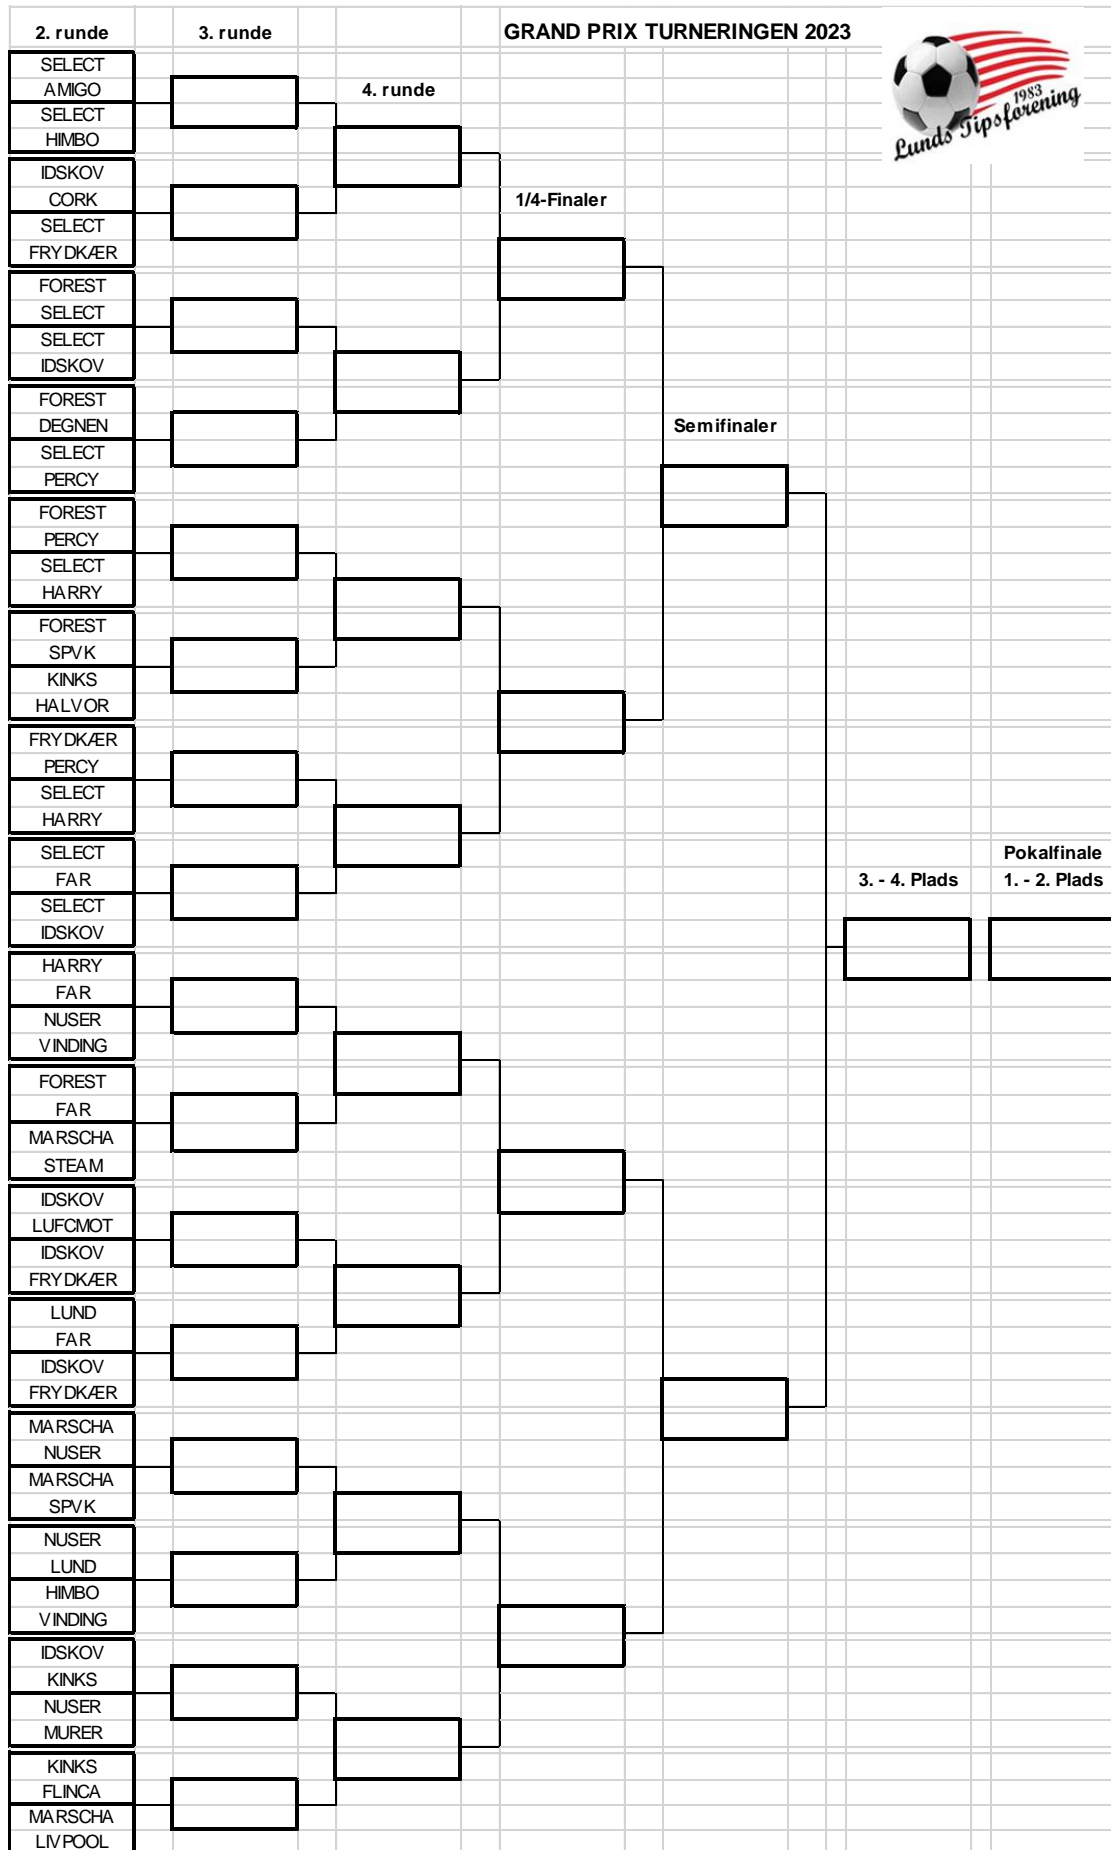 2. runde 3. runde GRAND PRIX TURNERINGEN 2023
SELECT
AMIGO 4. runde
SELECT
HIMBO
1983
Lunds Tipsforening
IDSKOV
CORK 1/4-Finaler
SELECT
FRYDKÆR
FOREST
SELECT
SELECT
IDSKOV
FOREST
DEGNEN Semifinaler
SELECT
PERCY
FOREST
PERCY
SELECT
HARRY
FOREST
SPVK
KINKS
HALVOR
FRYDKÆR
PERCY
SELECT
HARRY
SELECT Pokalfinale
FAR 3. - 4. Plads 1. - 2. Plads
SELECT
IDSKOV
HARRY
FAR
NUSER
VINDING
FOREST
FAR
MARSCHA
STEAM
IDSKOV
LUFCMOT
IDSKOV
FRYDKÆR
LUND
FAR
IDSKOV
FRYDKÆR
MARSCHA
NUSER
MARSCHA
SPVK
NUSER
LUND
HIMBO
VINDING
IDSKOV
KINKS
NUSER
MURER
KINKS
FLINCA
MARSCHA
LIVPOOL